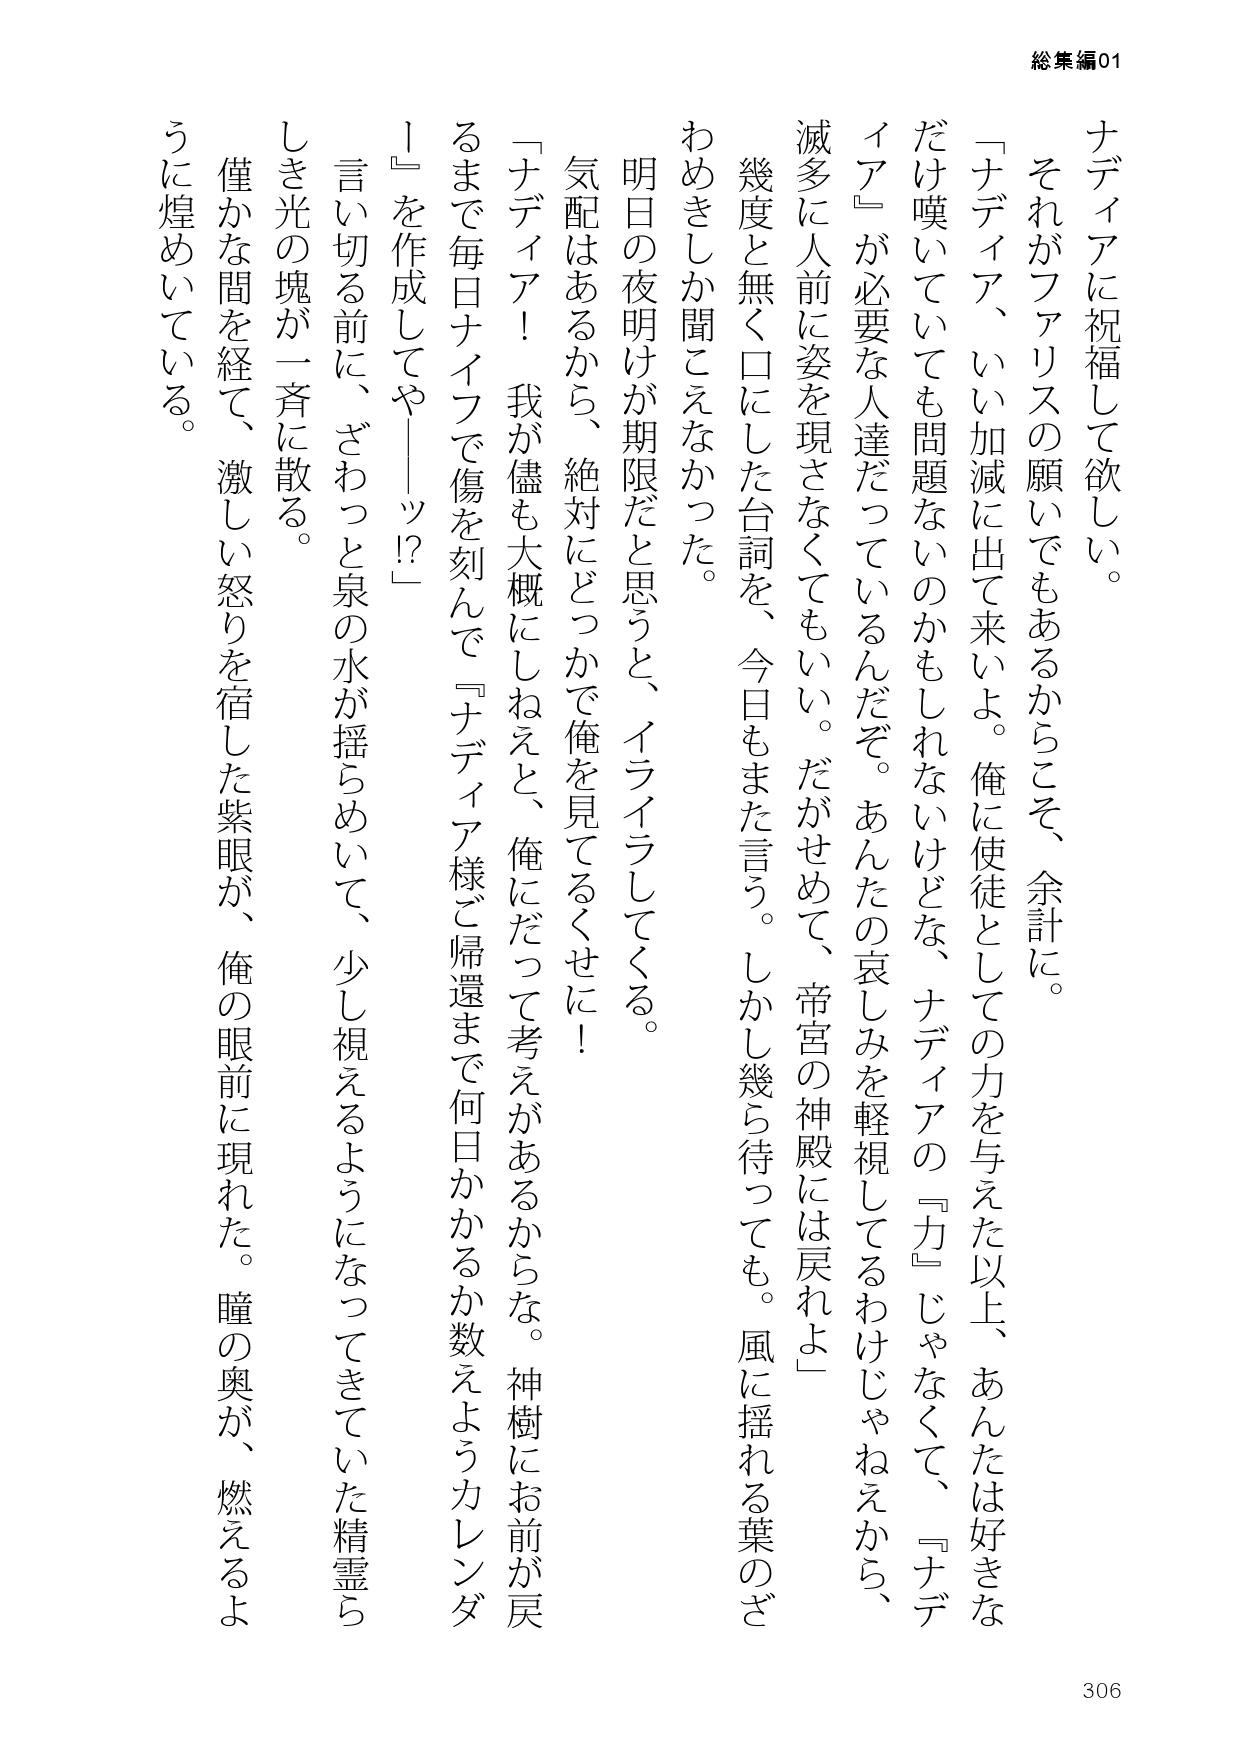 総集編01
ナディアに祝福して欲しい。
　それがファリスの願いでもあるからこそ、余計に。
「ナディア、いい加減に出て来いよ。俺に使徒としての力を与えた以上、あんたは好きな
だけ嘆いていても問題ないのかもしれないけどな、ナディアの『力』じゃなくて、『ナデ
ィア』が必要な人達だっているんだぞ。あんたの哀しみを軽視してるわけじゃねえから、
滅多に人前に姿を現さなくてもいい。だがせめて、帝宮の神殿には戻れよ」
　幾度と無く口にした台詞を、今日もまた言う。しかし幾ら待っても。風に揺れる葉のざ
わめきしか聞こえなかった。
　明日の夜明けが期限だと思うと、イライラしてくる。
　気配はあるから、絶対にどっかで俺を見てるくせに！
「ナディア！　我が儘も大概にしねえと、俺にだって考えがあるからな。神樹にお前が戻
るまで毎日ナイフで傷を刻んで『ナディア様ご帰還まで何日かかるか数えようカレンダ
ー』を作成してや――ッ!?」
　言い切る前に、ざわっと泉の水が揺らめいて、少し視えるようになってきていた精霊ら
しき光の塊が一斉に散る。
　僅かな間を経て、激しい怒りを宿した紫眼が、俺の眼前に現れた。瞳の奥が、燃えるよ
うに煌めいている。
306